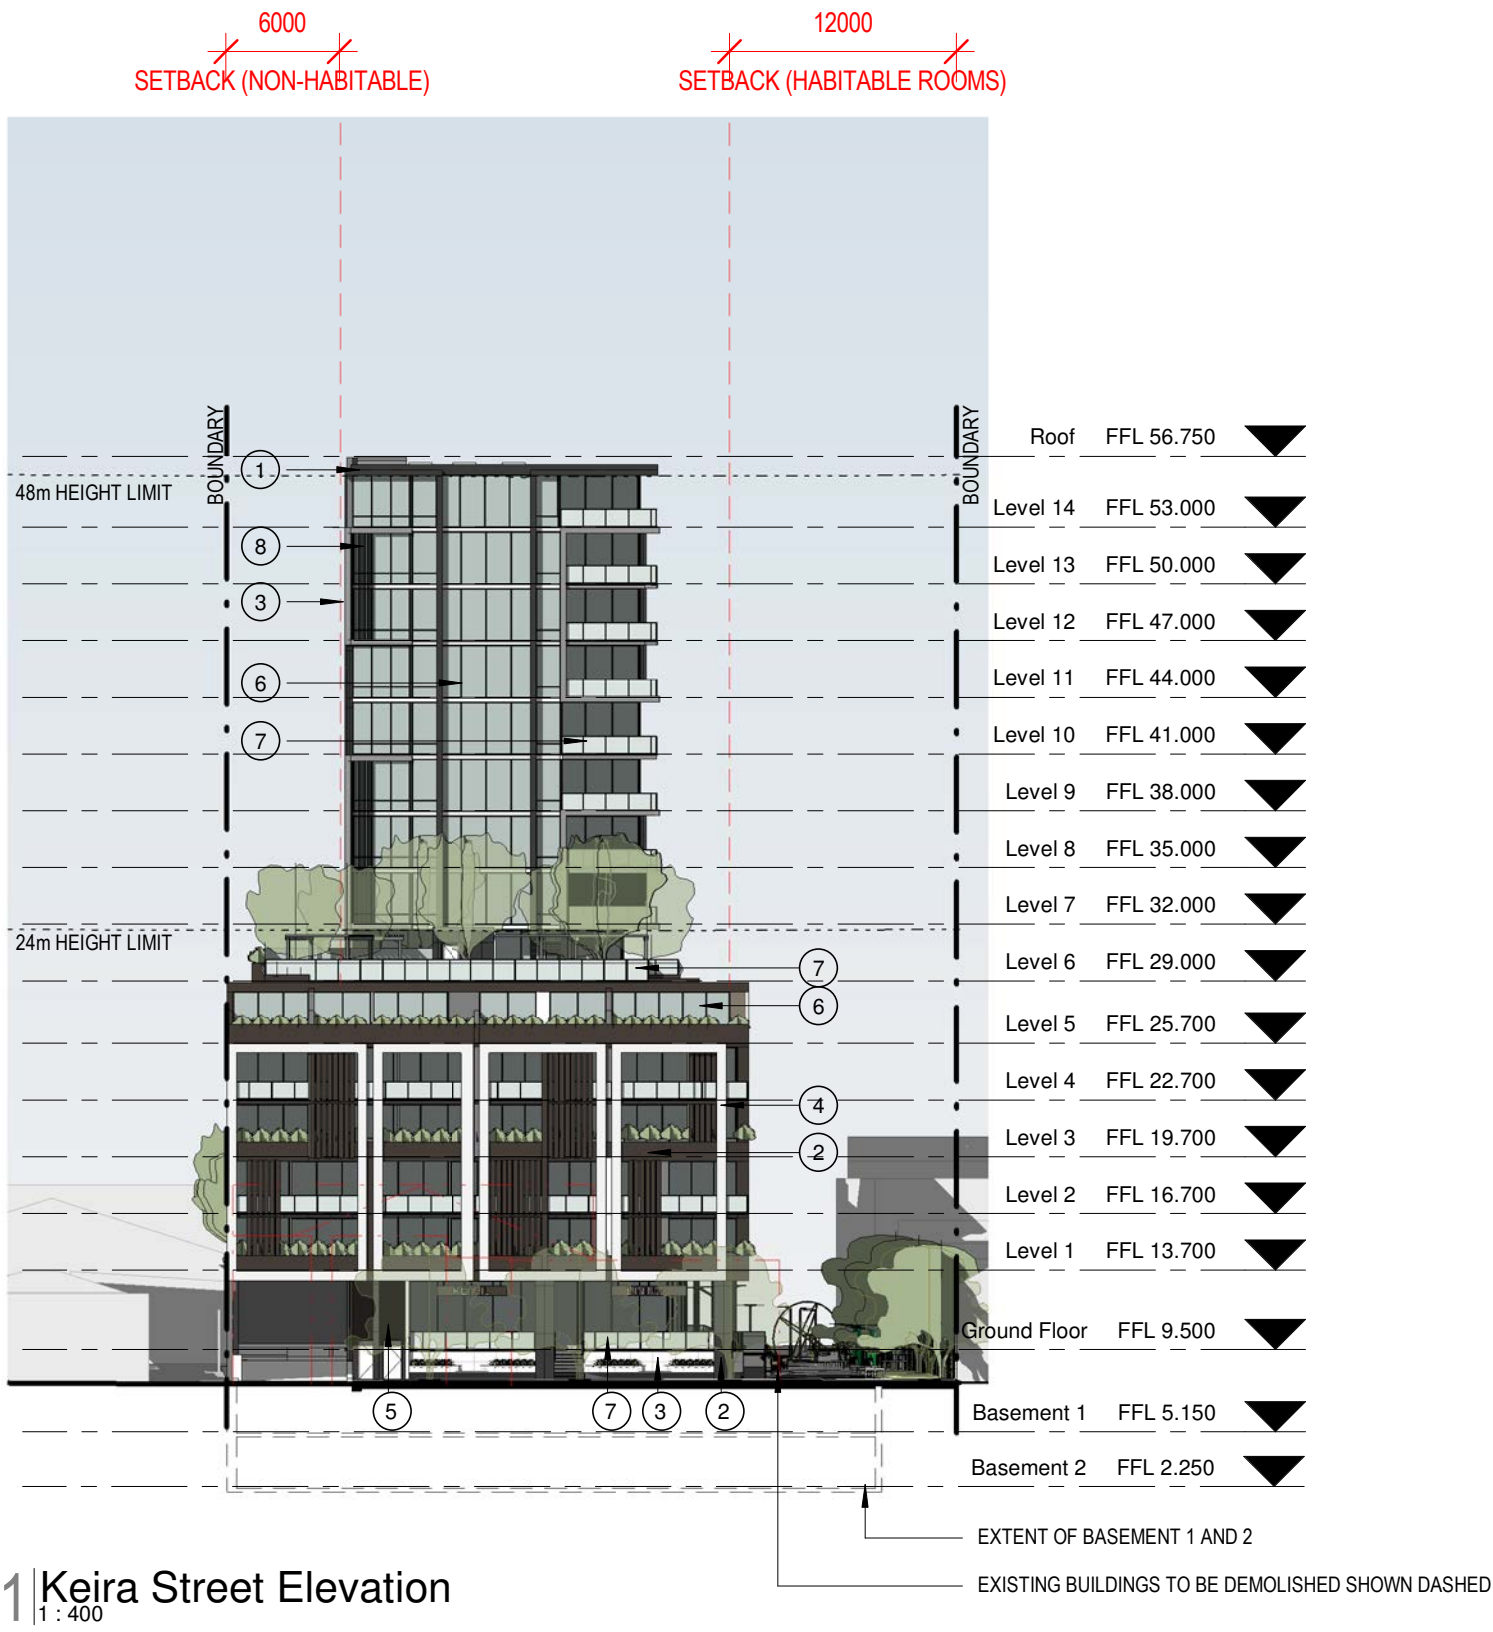 6000
12000
SETBACK (NON-HABITABLE)
SETBACK (HABITABLE ROOMS)
BOUNDARY
BOUNDARY
Roof FFL 56.750
1
48m HEIGHT LIMIT
Level 14 FFL 53.000
8
Level 13 FFL 50.000
3
Level 12 FFL 47.000
6
Level 11 FFL 44.000
7
Level 10 FFL 41.000
Level 9 FFL 38.000
Level 8 FFL 35.000
Level 7 FFL 32.000
24m HEIGHT LIMIT
7
Level 6 FFL 29.000
6
Level 5 FFL 25.700
Level 4 FFL 22.700
4
Level 3 FFL 19.700
2
Level 2 FFL 16.700
Level 1 FFL 13.700
Ground Floor FFL 9.500
5
7
3
2
Basement 1 FFL 5.150
Basement 2 FFL 2.250
EXTENT OF BASEMENT 1 AND 2
EXISTING BUILDINGS TO BE DEMOLISHED SHOWN DASHED
1 Keira Street Elevation
1 : 400